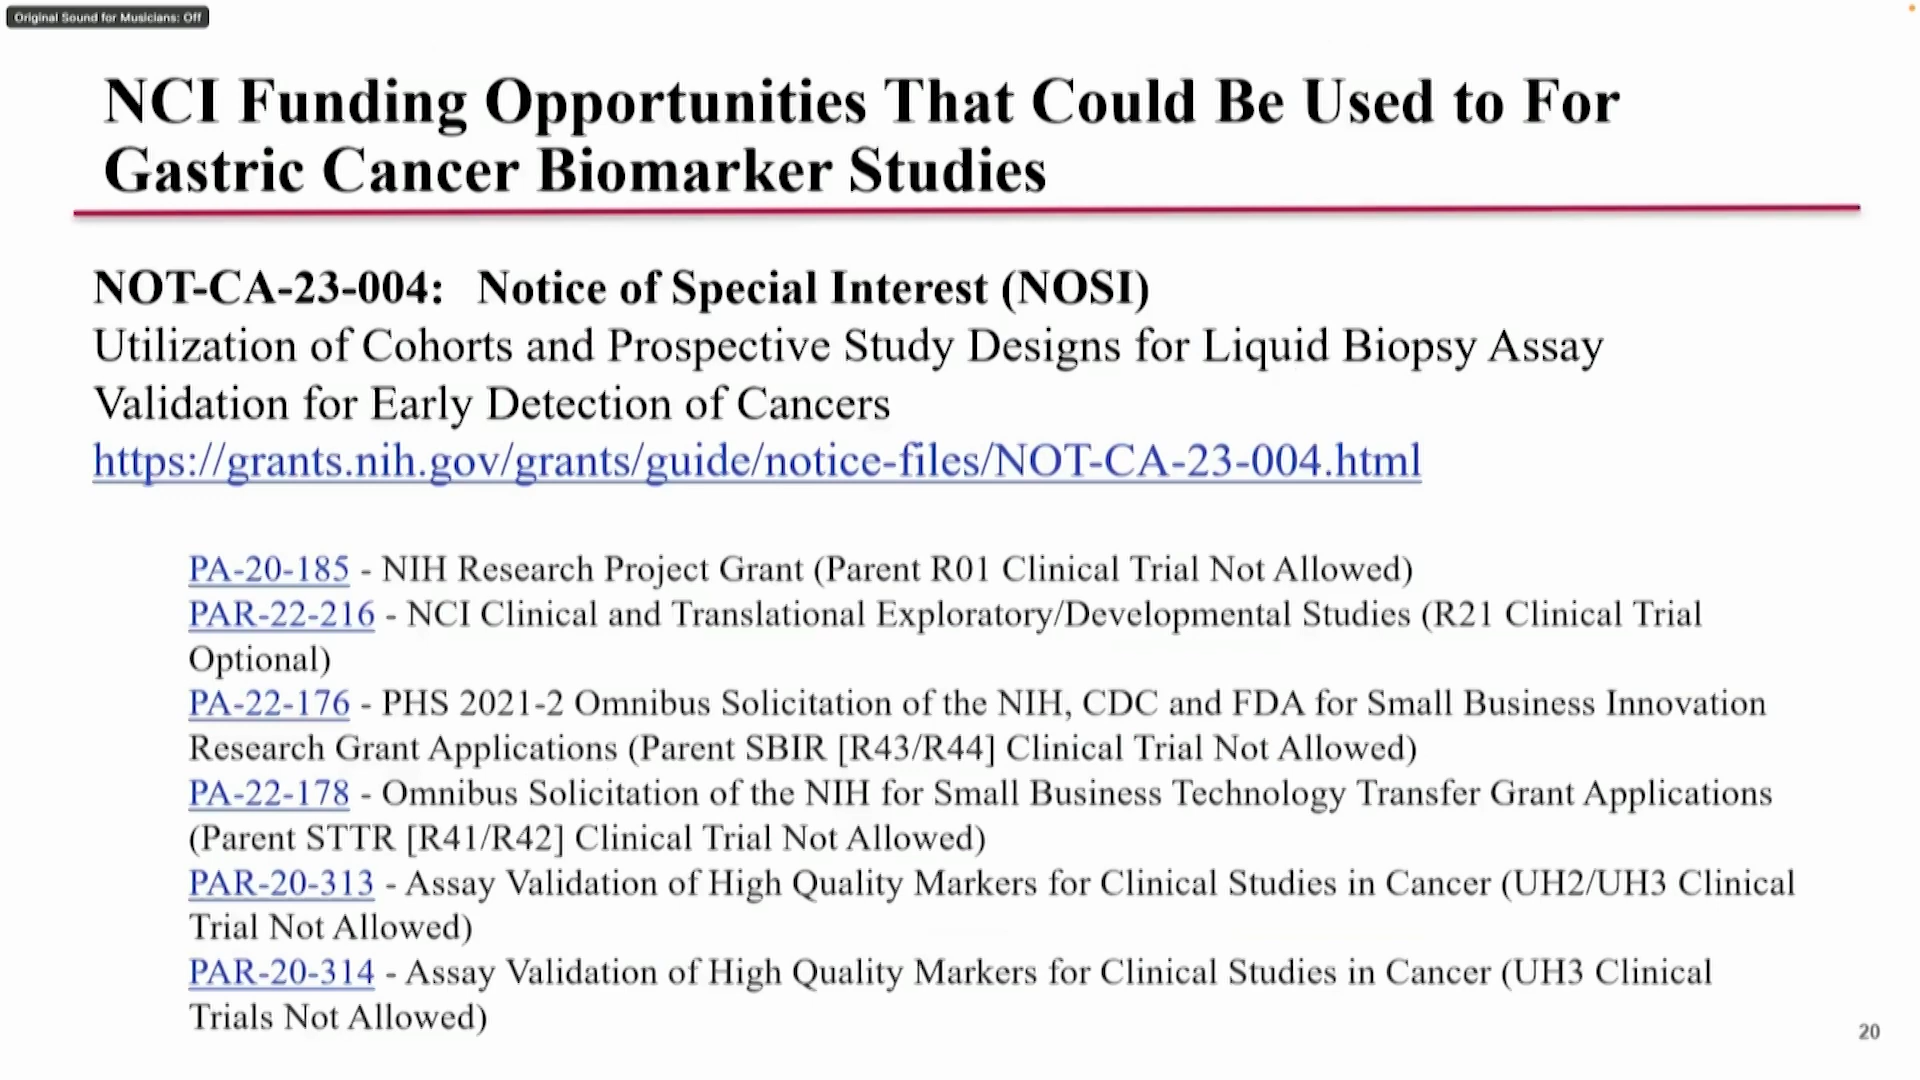 Original Sound for Musicians: Off
NCI Funding Opportunities That Could Be Used to For
Gastric Cancer Biomarker Studies
NOT-CA-23-004: Notice of Special Interest (NOSI)
Utilization of Cohorts and Prospective Study Designs for Liquid Biopsy Assay
Validation for Early Detection of Cancers
https://grants.nih.gov/grants/guide/notice-files/NOT-CA-23-004.html
PA-20-185 - NIH Research Project Grant (Parent R01 Clinical Trial Not Allowed)
PAR-22-216 - NCI Clinical and Translational Exploratory/Developmental Studies (R21 Clinical Trial
Optional)
PA-22-176 - PHS 2021-2 Omnibus Solicitation of the NIH, CDC and FDA for Small Business Innovation
Research Grant Applications (Parent SBIR [R43/R44] Clinical Trial Not Allowed)
PA-22-178 - Omnibus Solicitation of the NIH for Small Business Technology Transfer Grant Applications
(Parent STTR [R41/R42] Clinical Trial Not Allowed)
PAR-20-313 - Assay Validation of High Quality Markers for Clinical Studies in Cancer (UH2/UH3 Clinical
Trial Not Allowed)
PAR-20-314 - Assay Validation of High Quality Markers for Clinical Studies in Cancer (UH3 Clinical
Trials Not Allowed)
20